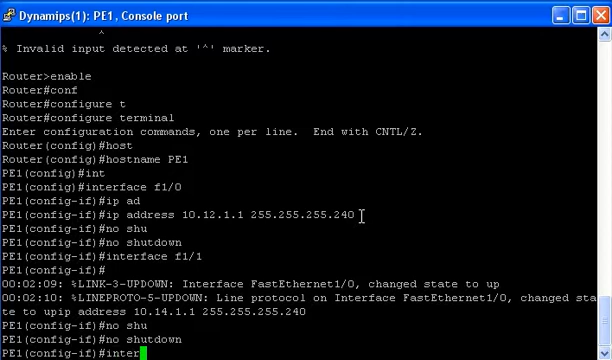 Dynamips(1): PE1, Console port
^
% Invalid input detected at '^' marker.
Router>enable
Router#conf
Router#configure t
Router#configure terminal
Enter configuration commands, one per line.  End with CNTL/Z.
Router(config)#host
Router(config)#hostname PE1
PE1(config)#int
PE1(config)#interface f1/0
PE1(config-if)#ip ad
PE1(config-if)#ip address 10.12.1.1 255.255.255.240
PE1(config-if)#no shu
PE1(config-if)#no shutdown
PE1(config-if)#interface f1/1
PE1(config-if)#
00:02:09: %LINK-3-UPDOWN: Interface FastEthernet1/0, changed state to up
00:02:10: %LINEPROTO-5-UPDOWN: Line protocol on Interface FastEthernet1/0, changed sta
te to upip address 10.14.1.1 255.255.255.240
PE1(config-if)#no shu
PE1(config-if)#no shutdown
PE1(config-if)#inter